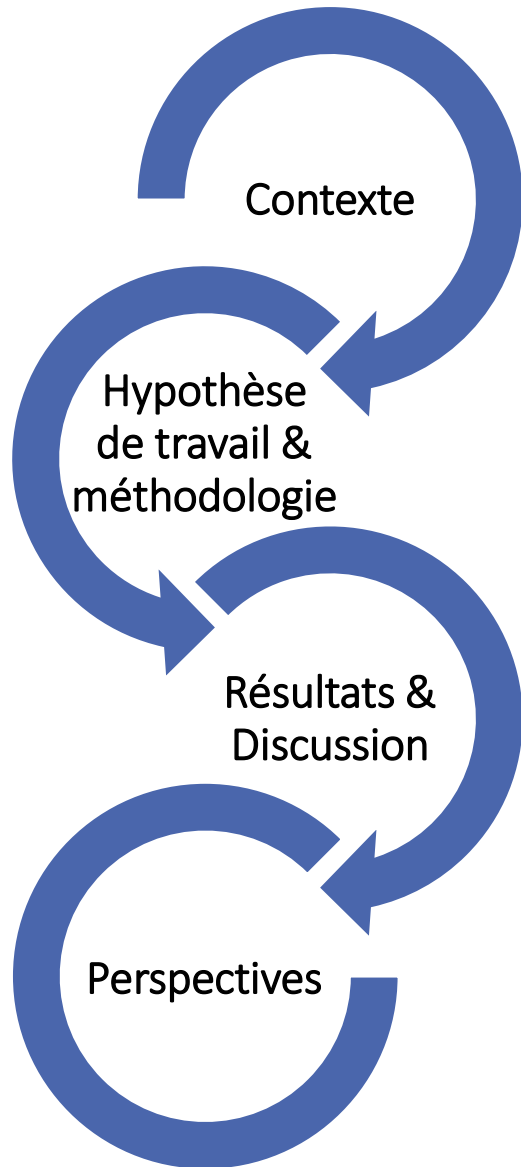 Contexte
Hypothèse
de travail &
méthodologie
Résultats &
Discussion
Perspectives